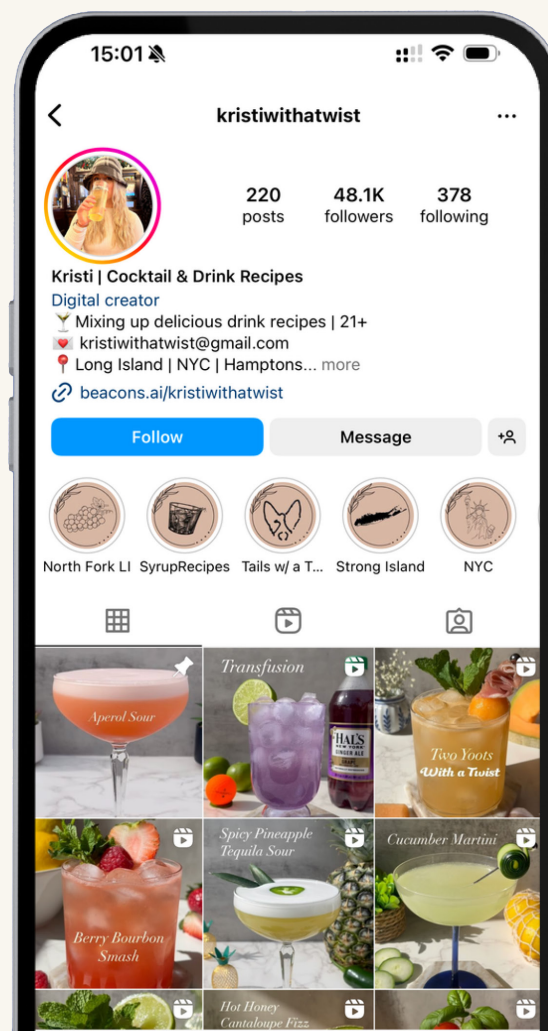 15:01
kristiwithatwist
220
posts
48.1K
followers
378
following
Kristi | Cocktail & Drink Recipes
Digital creator
Mixing up delicious drink recipes | 21+
kristiwithatwist@gmail.com
Long Island | NYC | Hamptons... more
beacons.ai/kristiwithatwist
Follow
Message
North Fork LI
SyrupRecipes
Tails w/ a T...
Strong Island
NYC
Aperol Sour
Transfusion
HAL'S
NEW YORK
GINGER ALE
GRAPE
Two Yoots
With a Twist
Berry Bourbon
Smash
Spicy Pineapple
Tequila Sour
Cucumber Martini
Hot Honey
Cantaloupe Fizz